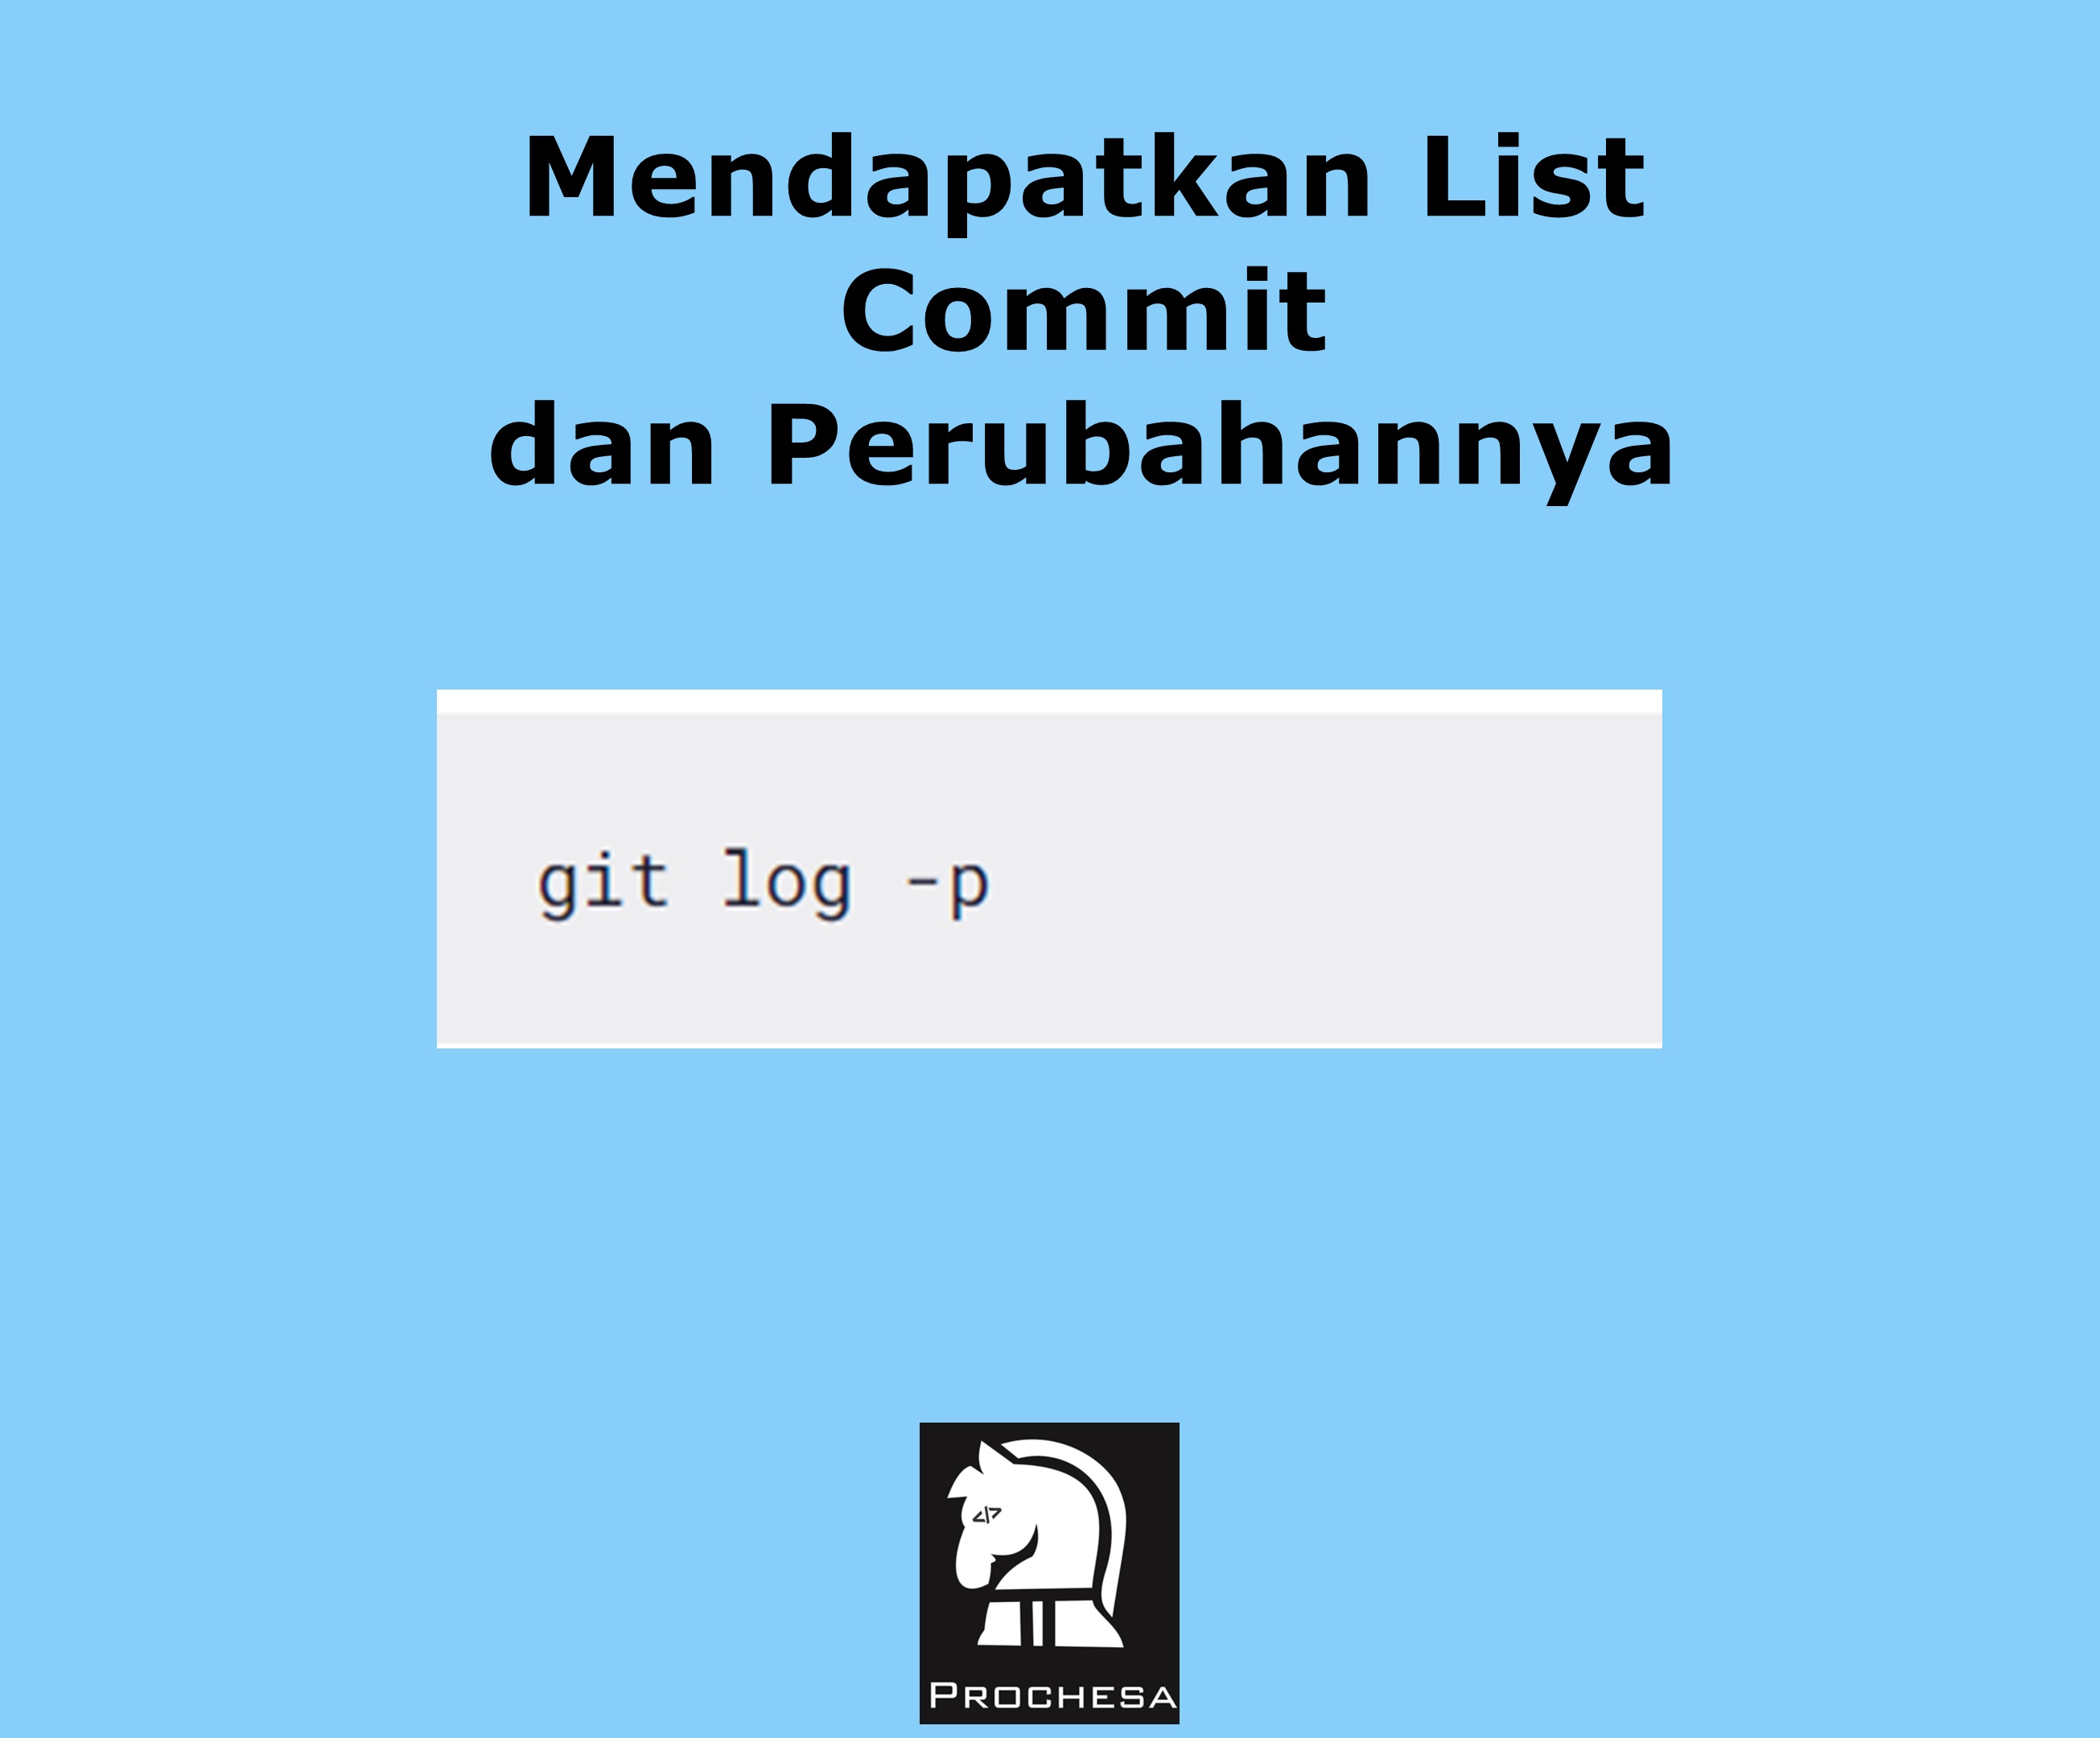 Mendapatkan List
Commit
dan Perubahannya
git log -p
</>
PROCHESA